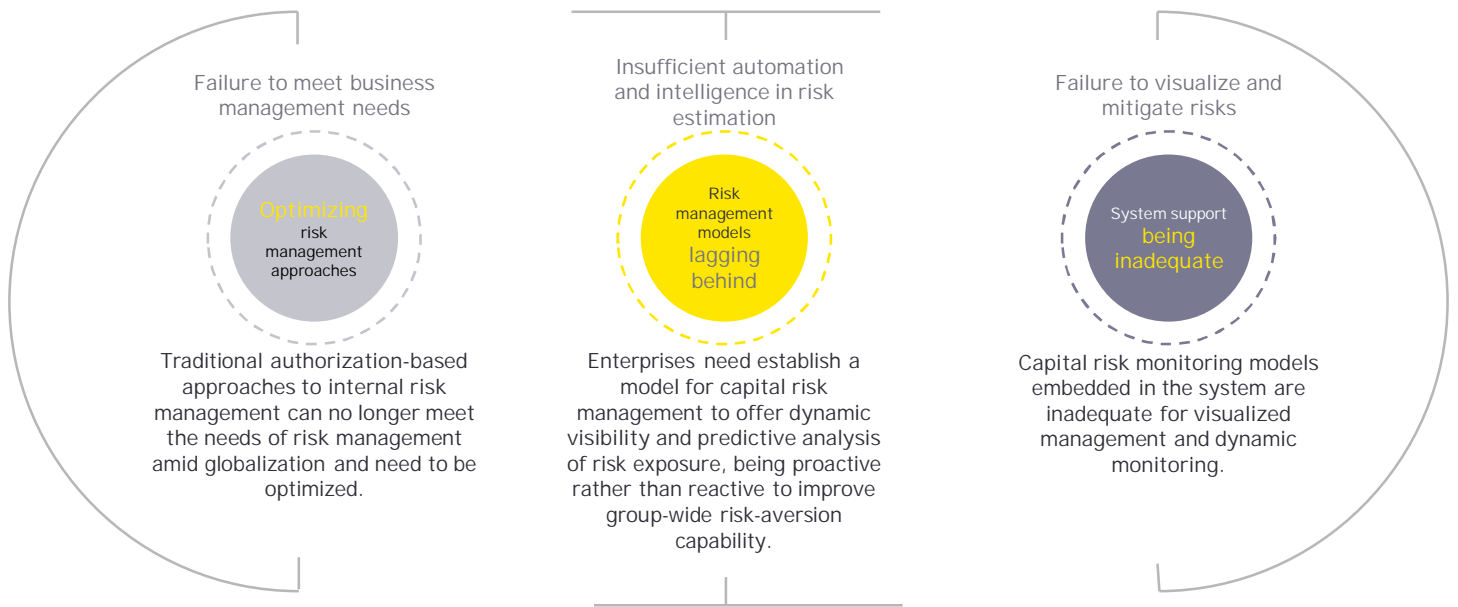 Failure to meet business
management needs
Optimizing
risk
management
approaches
Traditional authorization-based
approaches to internal risk
management can no longer meet
the needs of risk management
amid globalization and need to be
optimized.
Insufficient automation
and intelligence in risk
estimation
Risk
management
models
lagging
behind
Enterprises need establish a
model for capital risk
management to offer dynamic
visibility and predictive analysis
of risk exposure, being proactive
rather than reactive to improve
group-wide risk-aversion
capability.
Failure to visualize and
mitigate risks
System support
being
inadequate
Capital risk monitoring models
embedded in the system are
inadequate for visualized
management and dynamic
monitoring.